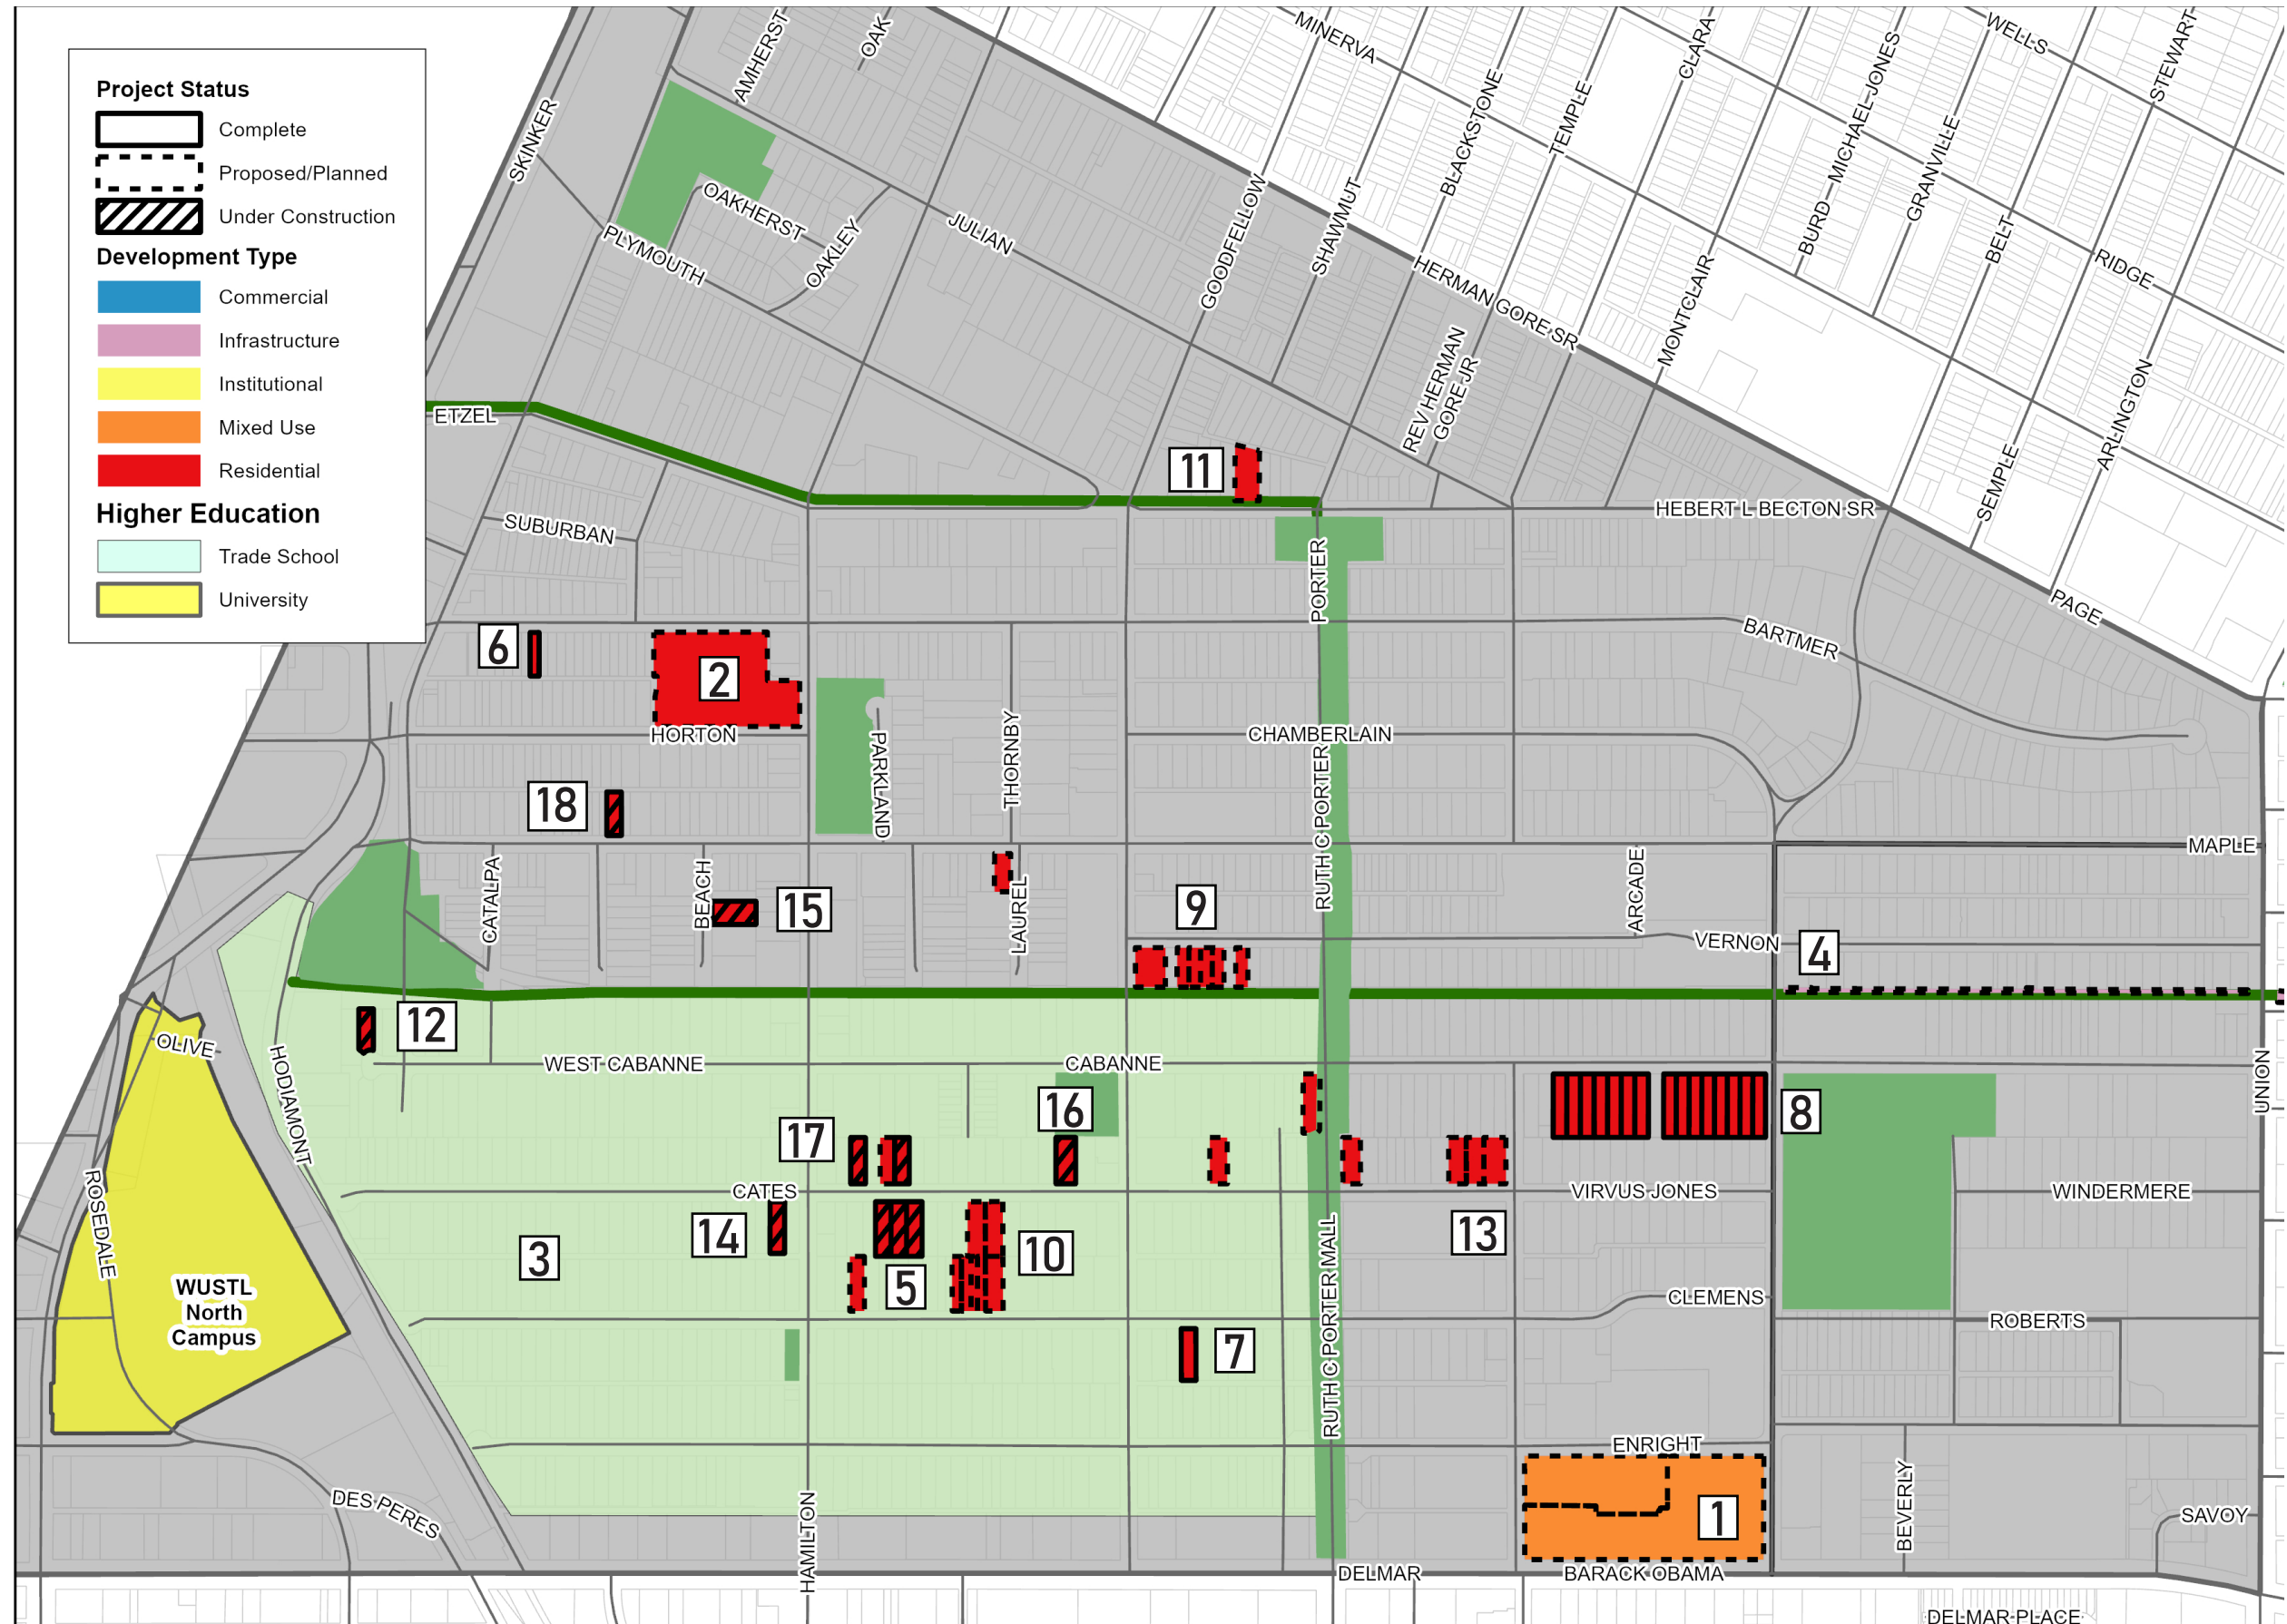 Project Status
Complete
Proposed/Planned
Under Construction
Development Type
Commercial
Infrastructure
Institutional
Mixed Use
Residential
Higher Education
Trade School
University
AMHERST
OAK
MINERVA
CLARA
WELLS
STEWART
SKINKER
BLACKSTONE
TEMPLE
BURD
MICHAEL JONES
GRANVILLE
OAKHERST
OAKLEY
PLYMOUTH
JULIAN
GOODFELLOW
SHAWMUT
HERMAN GORE SR
MONTCLAIR
BELT
RIDGE
REV HERMAN
GORE JR
ARLINGTON
SEMPLE
ETZEL
11
HEBERT L BECTON SR
SUBURBAN
PORTER
PAGE
BARTMER
6
2
HORTON
CHAMBERLAIN
PARKLAND
THORNBY
RUTH C PORTER
18
MAPLE
CATALPA
BEACH
15
LAUREL
9
ARCADE
VERNON
4
12
OLIVE
HODIAMONT
WEST CABANNE
CABANNE
UNION
16
8
17
ROSEDALE
CATES
VIRVUS JONES
WINDERMERE
14
3
10
13
RUTH C PORTER MALL
5
WUSTL
North
Campus
CLEMENS
ROBERTS
7
ENRIGHT
DES PERES
HAMILTON
1
BEVERLY
SAVOY
DELMAR
BARACK OBAMA
DELMAR PLACE